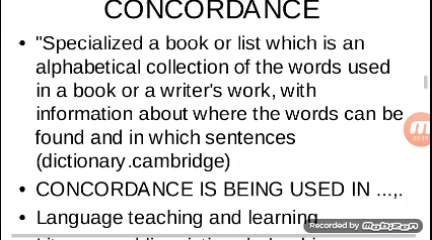 CONCORDANCE
• "Specialized a book or list which is an
alphabetical collection of the words used
in a book or a writer's work, with
information about where the words can be
found and in which sentences
(dictionary.cambridge)
• CONCORDANCE IS BEING USED IN ...,.
• Language teaching and learning
Recorded by mobizen